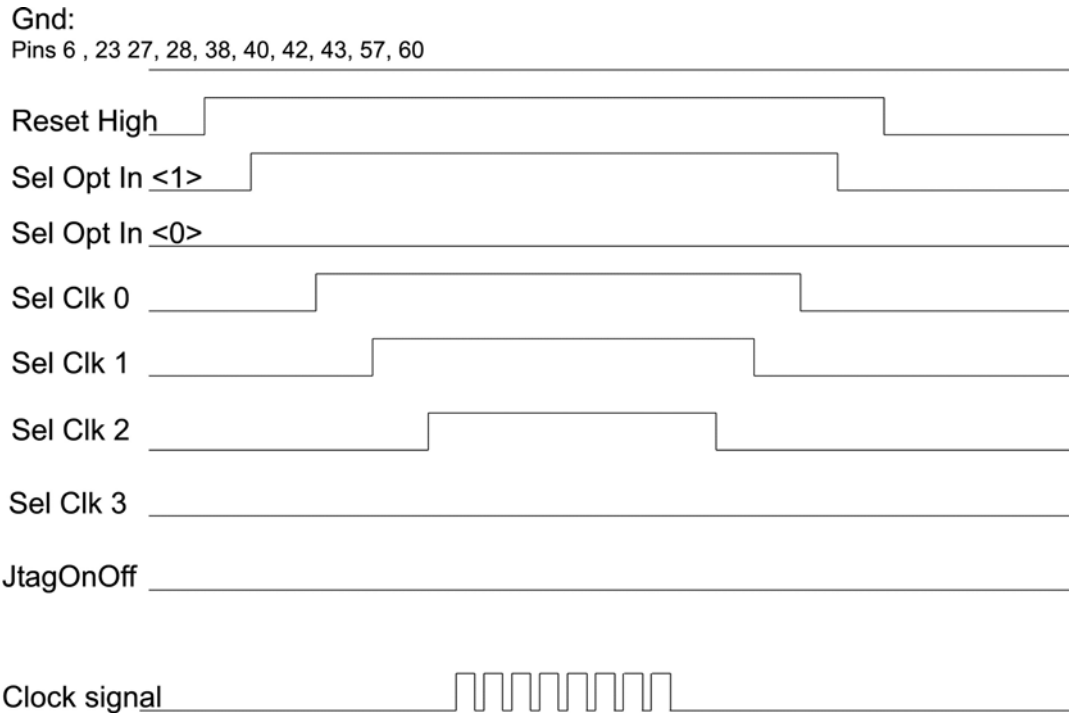 Gnd:
Pins 6 , 23 27, 28, 38, 40, 42, 43, 57, 60
Reset High
Sel Opt In <1>
Sel Opt In <0>
Sel Clk 0
Sel Clk 1
Sel Clk 2
Sel Clk 3
JtagOnOff
Clock signal